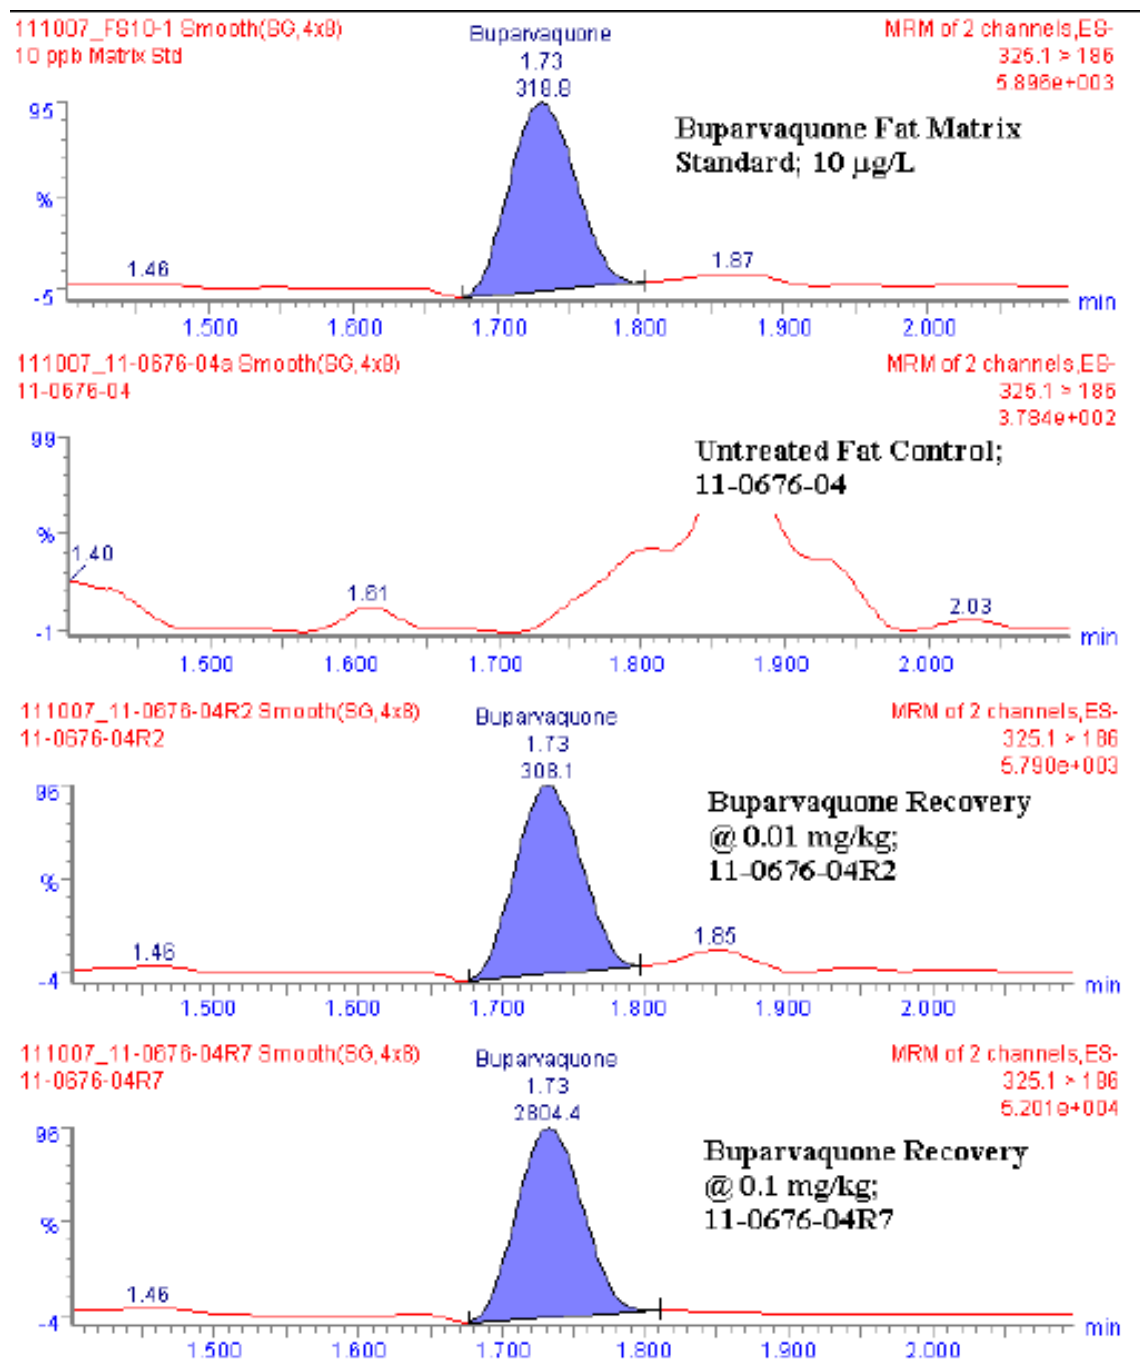 111007_FS10-1 Smooth(SG,4x8)
10 ppb Matrix Std
Buparvaquone
1.73
318.8
MRM of 2 channels,ES-
325.1 > 186
5.896e+003
Buparvaquone Fat Matrix
Standard; 10 µg/L
95
%
-5
1.46
1.87
min
1.500 1.600 1.700 1.800 1.900 2.000
111007_11-0676-04a Smooth(SG,4x8)
11-0676-04
MRM of 2 channels,ES-
325.1 > 186
3.784e+002
Untreated Fat Control;
11-0676-04
99
%
-1
1.40
1.61
2.03
min
1.500 1.600 1.700 1.800 1.900 2.000
111007_11-0676-04R2 Smooth(SG,4x8)
11-0676-04R2
Buparvaquone
1.73
308.1
MRM of 2 channels,ES-
325.1 > 186
5.790e+003
Buparvaquone Recovery
@ 0.01 mg/kg;
11-0676-04R2
96
%
-4
1.46
1.85
min
1.500 1.600 1.700 1.800 1.900 2.000
111007_11-0676-04R7 Smooth(SG,4x8)
11-0676-04R7
Buparvaquone
1.73
2804.4
MRM of 2 channels,ES-
325.1 > 186
5.201e+004
Buparvaquone Recovery
@ 0.1 mg/kg;
11-0676-04R7
96
%
-4
1.46
min
1.500 1.600 1.700 1.800 1.900 2.000